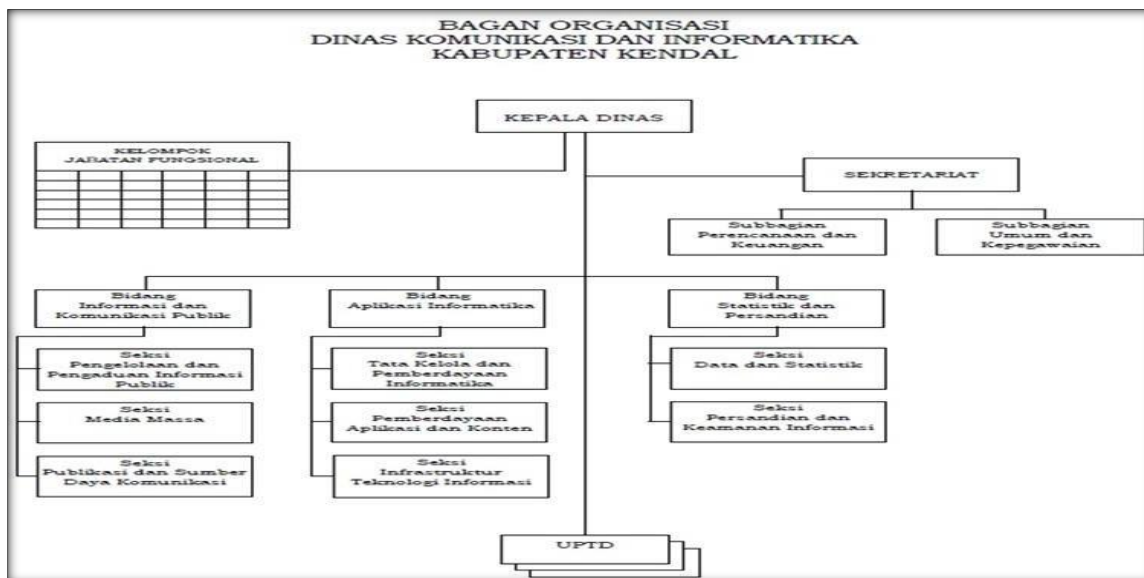 BAGAN ORGANISASI
DINAS KOMUNIKASI DAN INFORMATIKA
KABUPATEN KENDAL
KEPALA DINAS
KELOMPOK
JABATAN FUNGSIONAL
SEKRETARIAT
Subbagian
Perencanaan dan
Keuangan
Subbagian
Umum dan
Kepegawaian
Bidang
Informasi dan
Komunikasi Publik
Bidang
Aplikasi Informatika
Bidang
Statistik dan
Persandian
Seksi
Pengelolaan dan
Pengaduan Informasi
Publik
Seksi
Tata Kelola dan
Pemberdayaan
Informatika
Seksi
Data dan Statistik
Seksi
Media Massa
Seksi
Pemberdayaan
Aplikasi dan Konten
Seksi
Persandian dan
Keamanan Informasi
Seksi
Publikasi dan Sumber
Daya Komunikasi
Seksi
Infrastruktur
Teknologi Informasi
UPTD